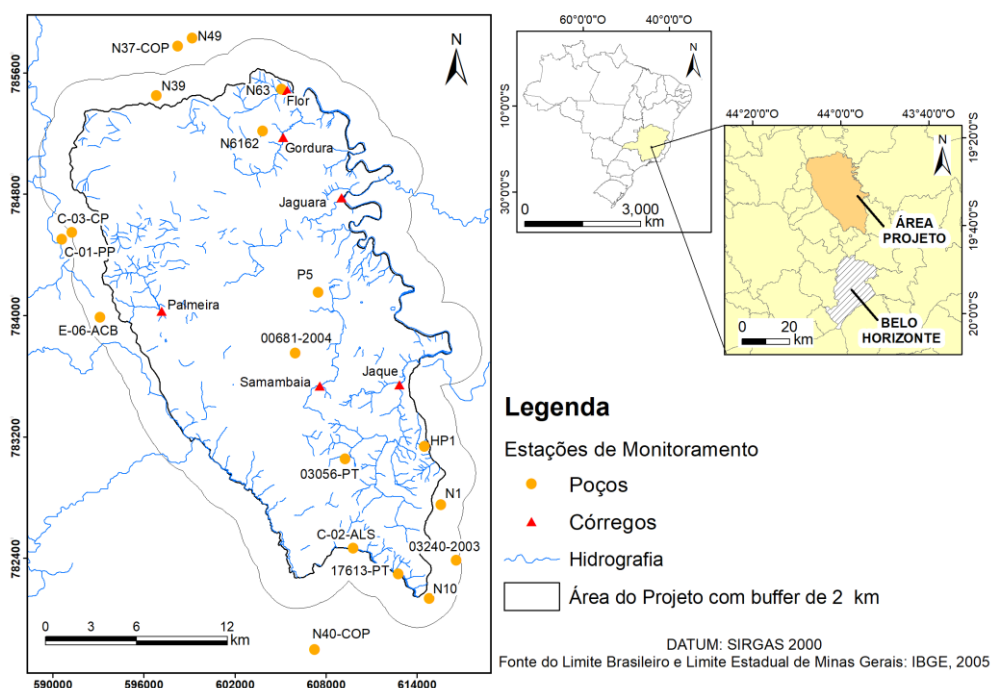 N49
N37-COP
N
N39
N63
Flor
N6162
Gordura
Jaguara
C-03-CP
C-01-PP
P5
Palmeira
E-06-ACB
00681-2004
Samambaia
Jaque
HP1
03056-PT
N1
C-02-ALS
03240-2003
17613-PT
N10
N40-COP
0 3 6 12
km
785600
784800
784000
783200
782400
590000 596000 602000 608000 614000
60°0'0"W 40°0'0"W
10°0'0"S
30°0'0"S
N
0 3,000
km
44°20'0"O 44°0'0"O 43°40'0"O
19°20'0"S
19°40'0"S
20°0'0"S
N
ÁREA
PROJETO
BELO
HORIZONTE
0 20
km
Legenda
Estações de Monitoramento
Poços
Córregos
Hidrografia
Área do Projeto com buffer de 2 km
DATUM: SIRGAS 2000
Fonte do Limite Brasileiro e Limite Estadual de Minas Gerais: IBGE, 2005